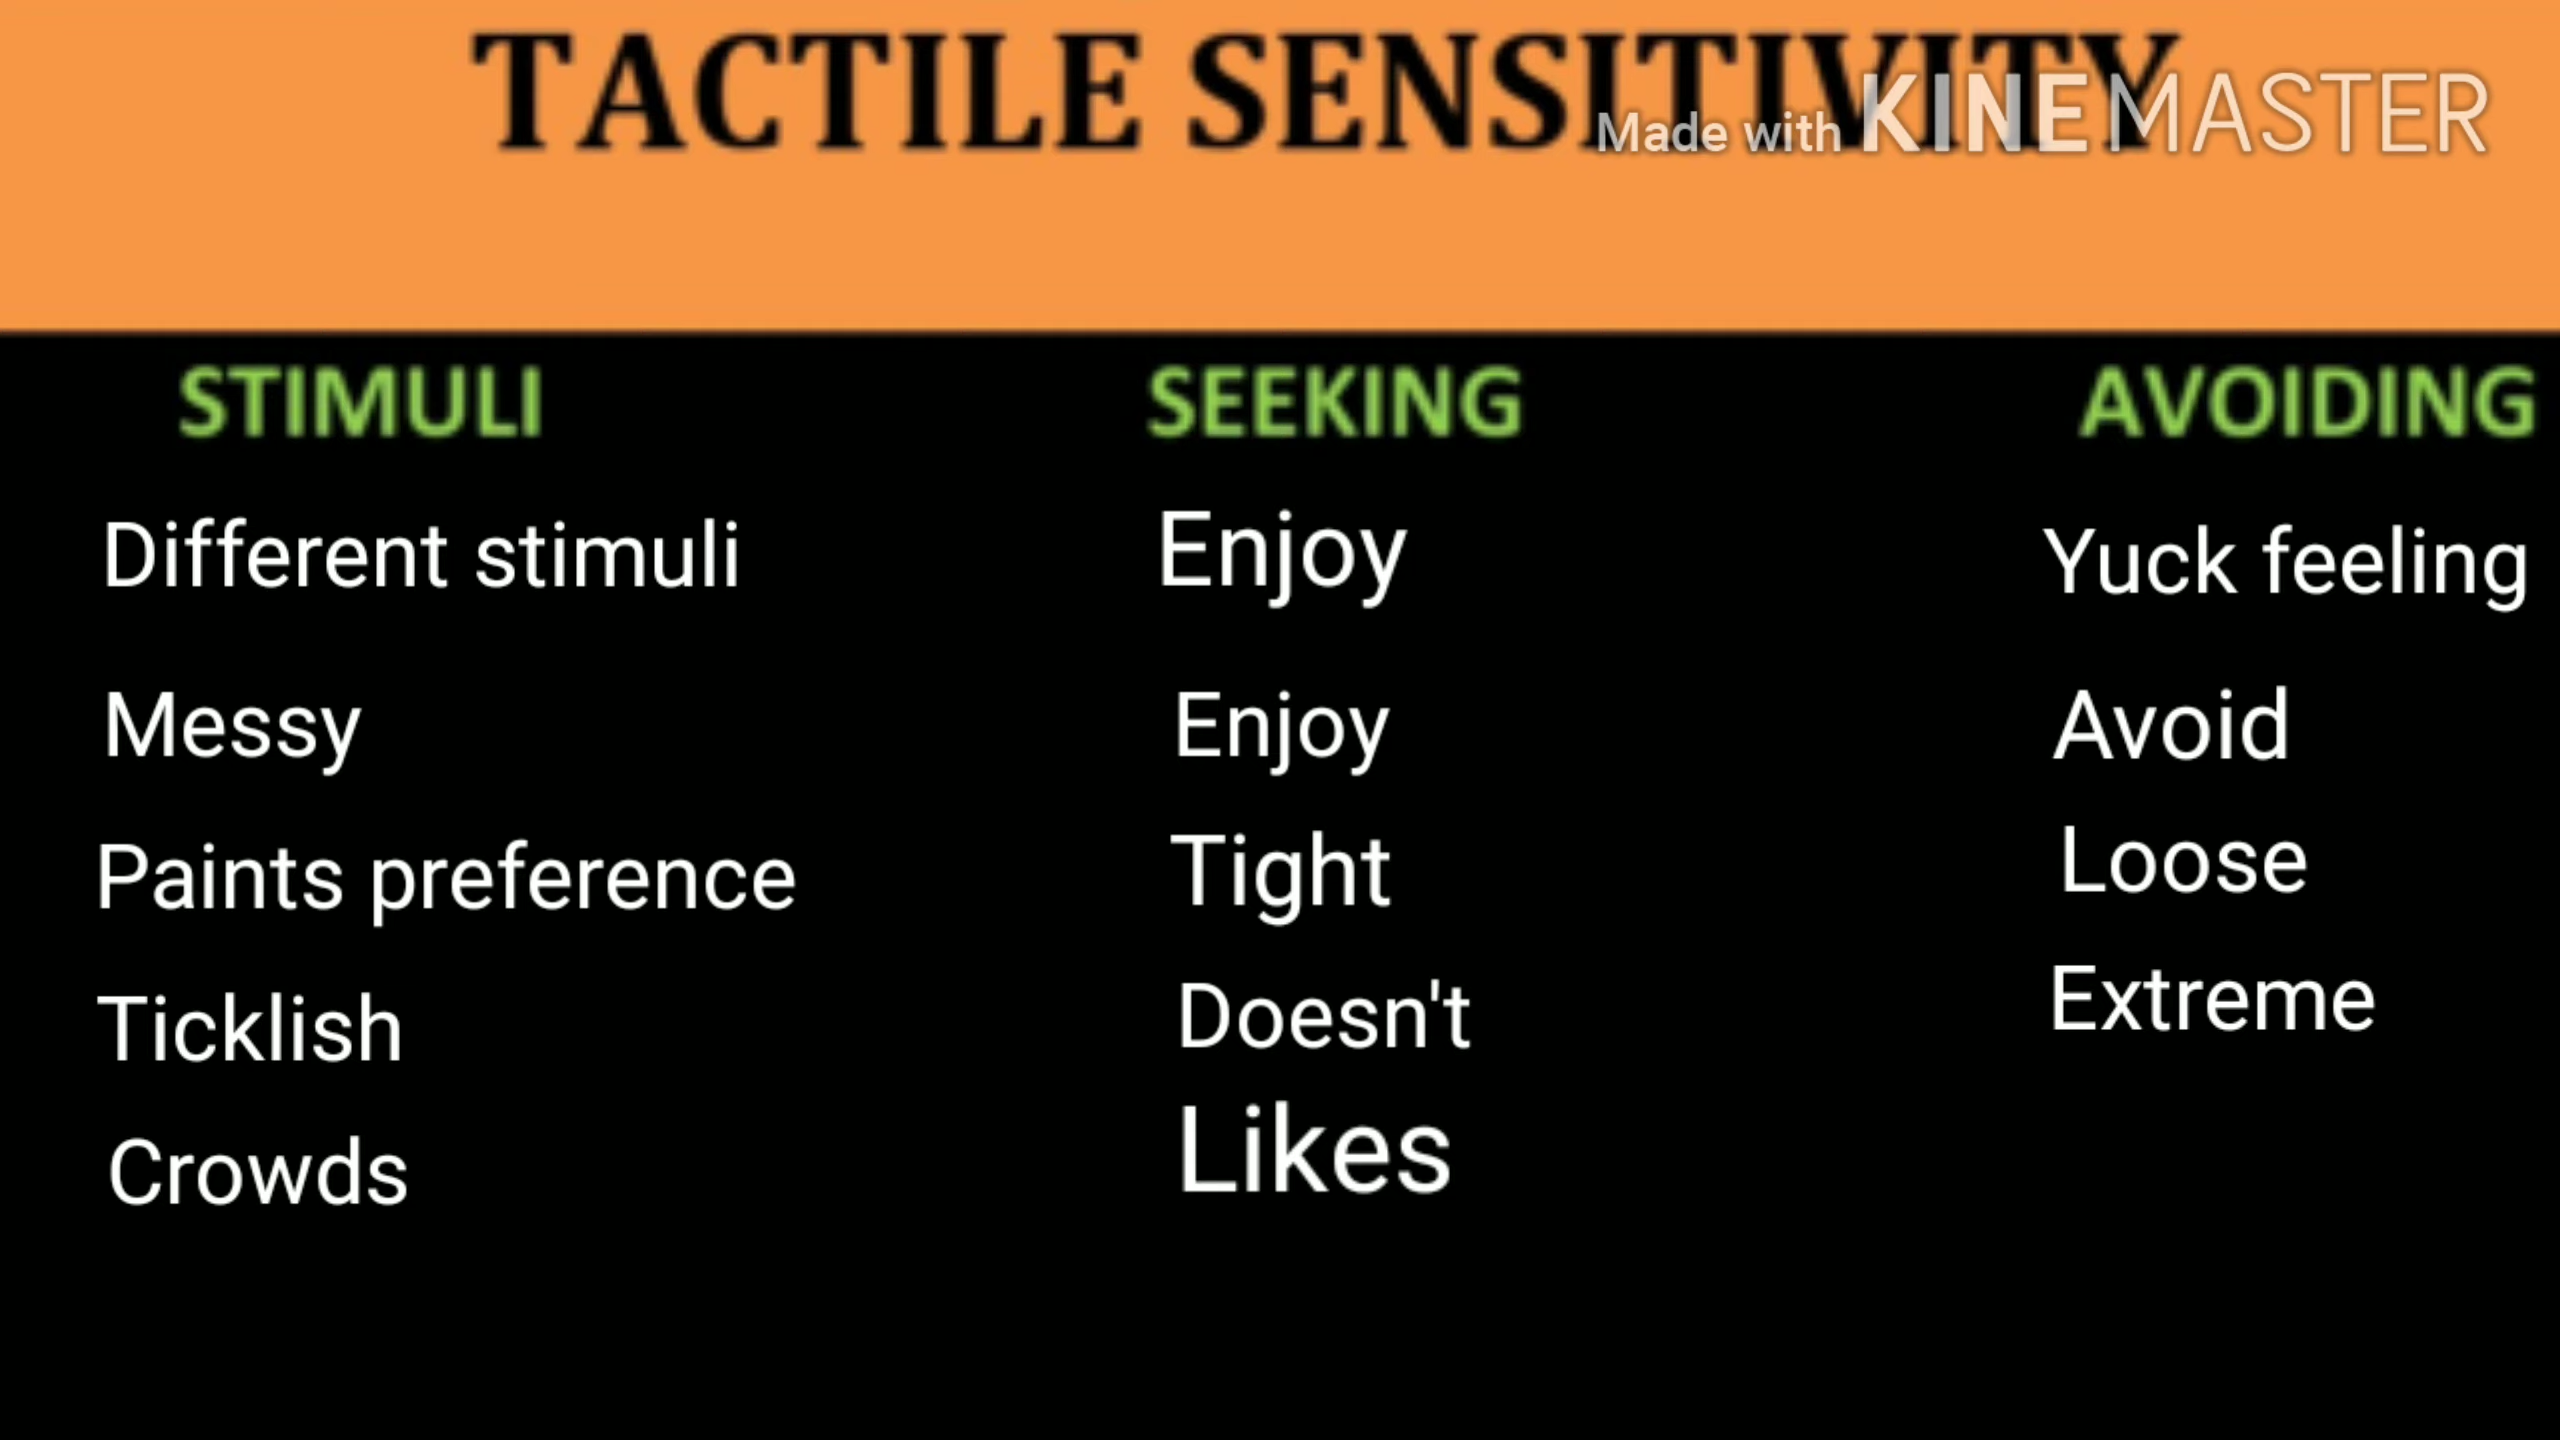 TACTILE SENSITIVITY
Made with KINEMASTER
STIMULI SEEKING AVOIDING
Different stimuli Enjoy Yuck feeling
Messy Enjoy Avoid
Paints preference Tight Loose
Ticklish Doesn't Extreme
Crowds Likes